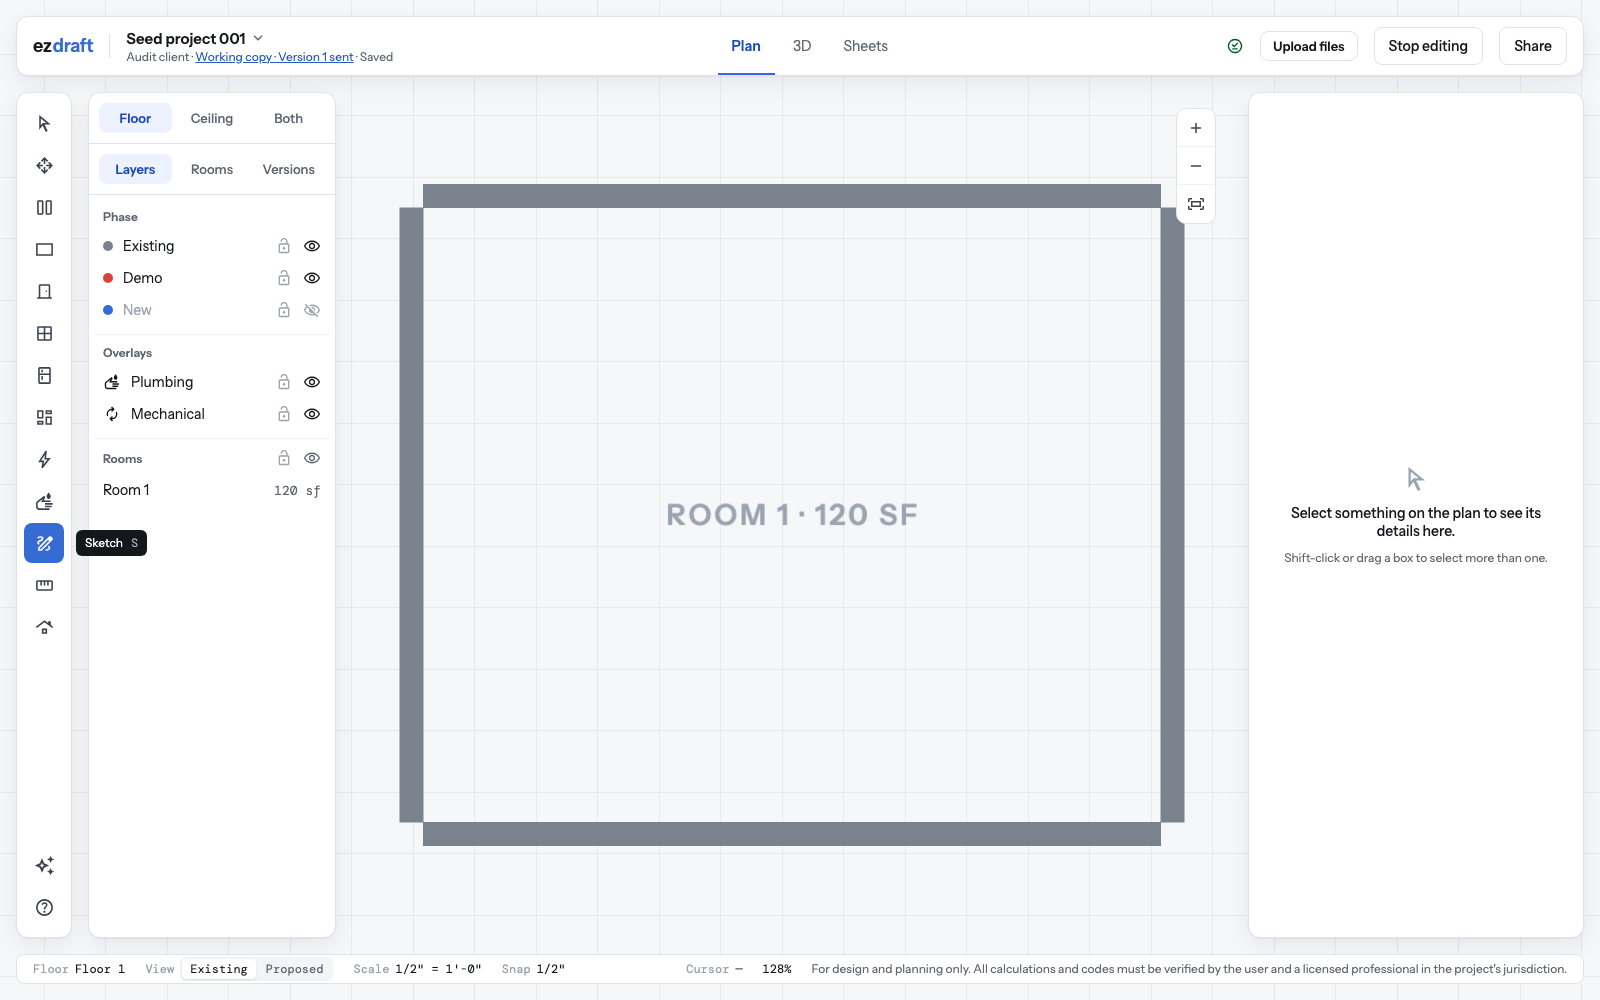 ezdraft
Seed project 001
Audit client · Working copy · Version 1 sent · Saved
Plan
3D
Sheets
Upload files
Stop editing
Share
Floor
Ceiling
Both
Layers
Rooms
Versions
Phase
Existing
Demo
New
Overlays
Plumbing
Mechanical
Rooms
Room 1 120 sf
Sketch S
ROOM 1 · 120 SF
Select something on the plan to see its
details here.
Shift-click or drag a box to select more than one.
Floor Floor 1 View Existing Proposed Scale 1/2" = 1'-0" Snap 1/2" Cursor — 128% For design and planning only. All calculations and codes must be verified by the user and a licensed professional in the project's jurisdiction.